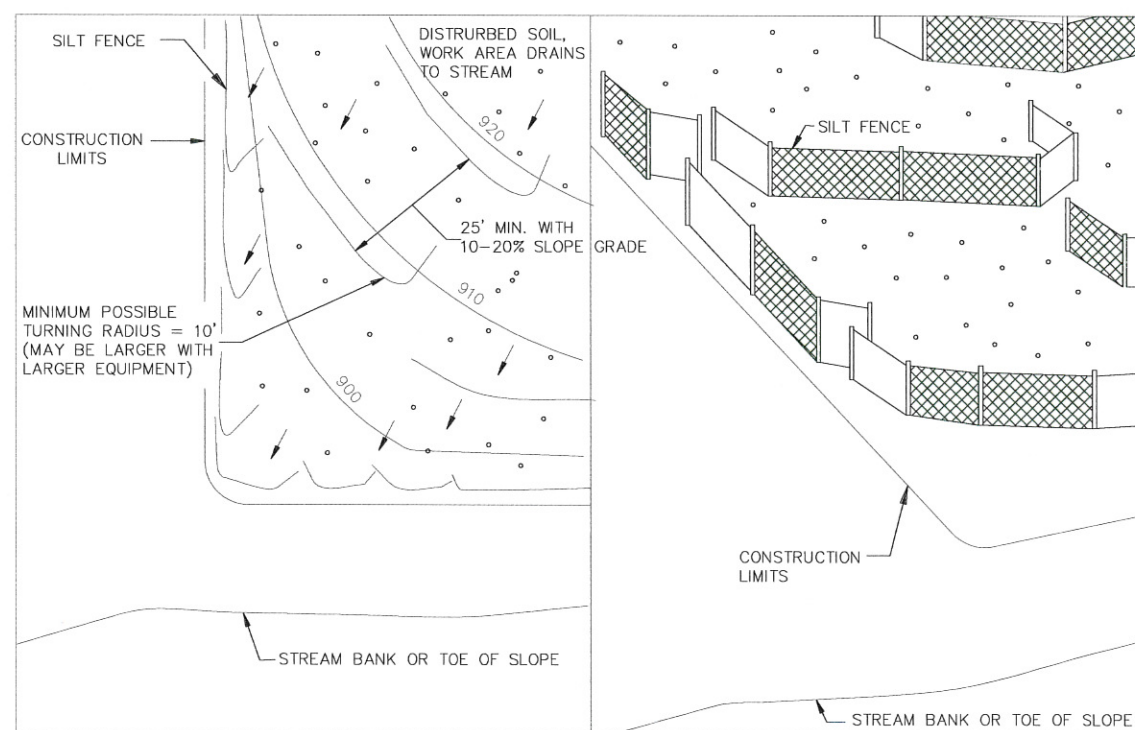 SILT FENCE
DISTRURBED SOIL,
WORK AREA DRAINS
TO STREAM
CONSTRUCTION
LIMITS
920
25' MIN. WITH
10-20% SLOPE GRADE
910
MINIMUM POSSIBLE
TURNING RADIUS = 10'
(MAY BE LARGER WITH
LARGER EQUIPMENT)
900
STREAM BANK OR TOE OF SLOPE
SILT FENCE
CONSTRUCTION
LIMITS
STREAM BANK OR TOE OF SLOPE